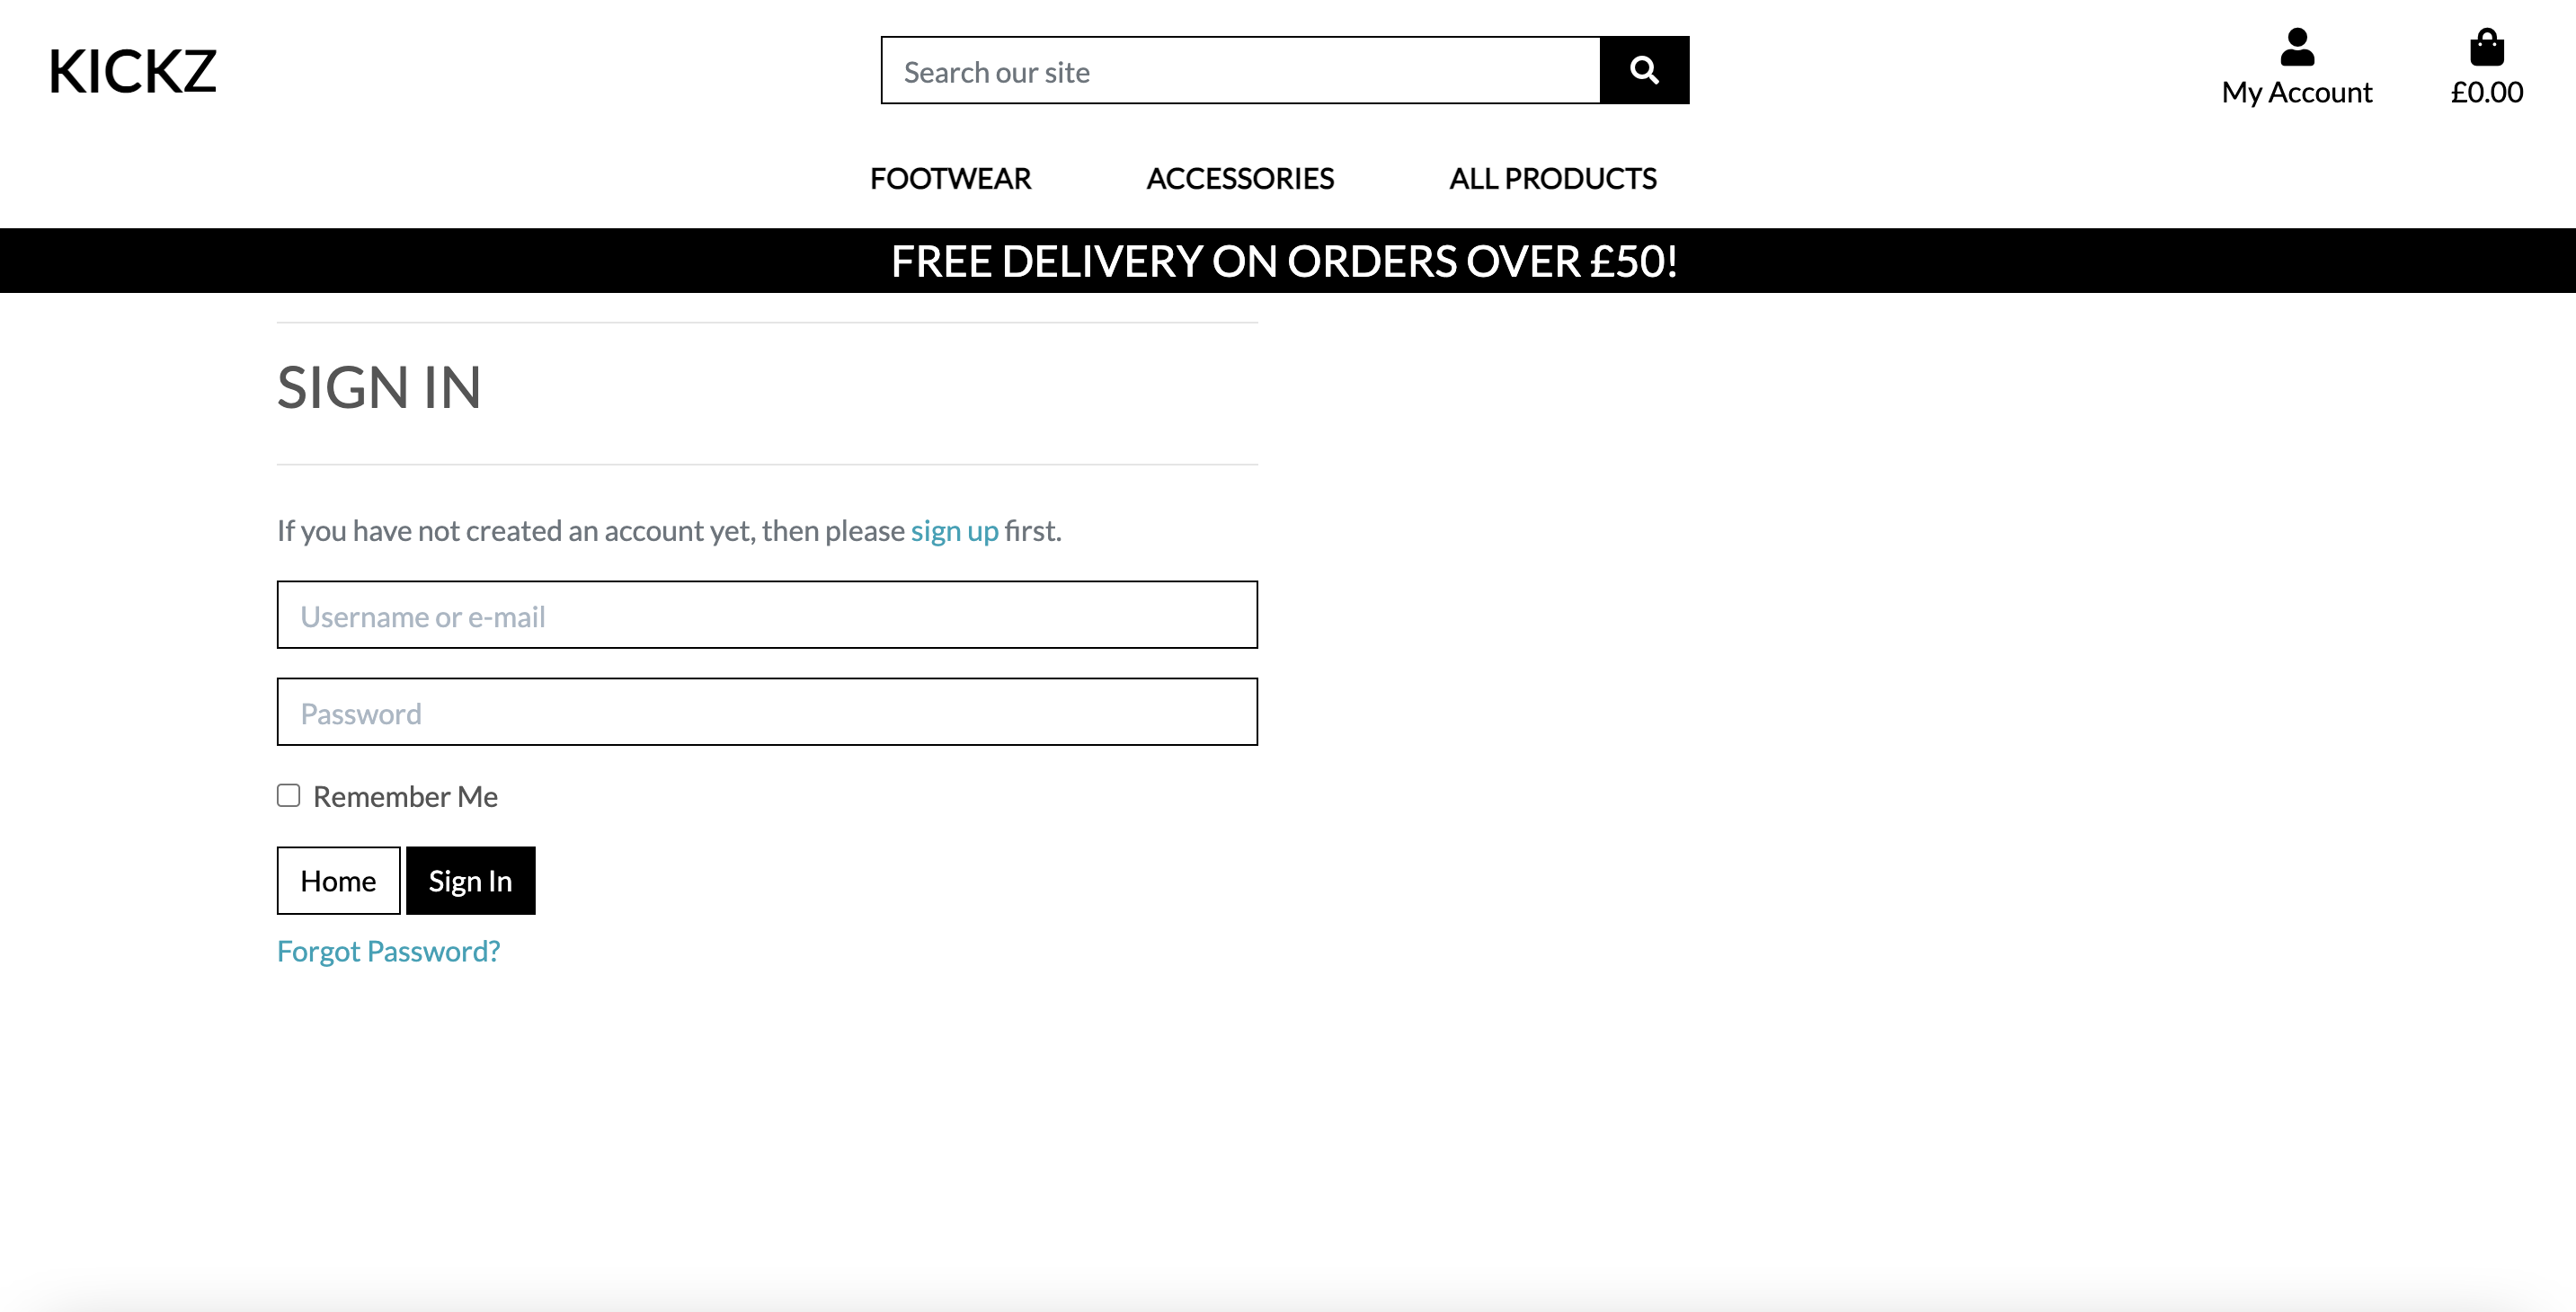 KICKZ
Search our site
My Account
£0.00
FOOTWEAR
ACCESSORIES
ALL PRODUCTS
FREE DELIVERY ON ORDERS OVER £50!
SIGN IN
If you have not created an account yet, then please sign up first.
Username or e-mail
Password
Remember Me
Home
Sign In
Forgot Password?